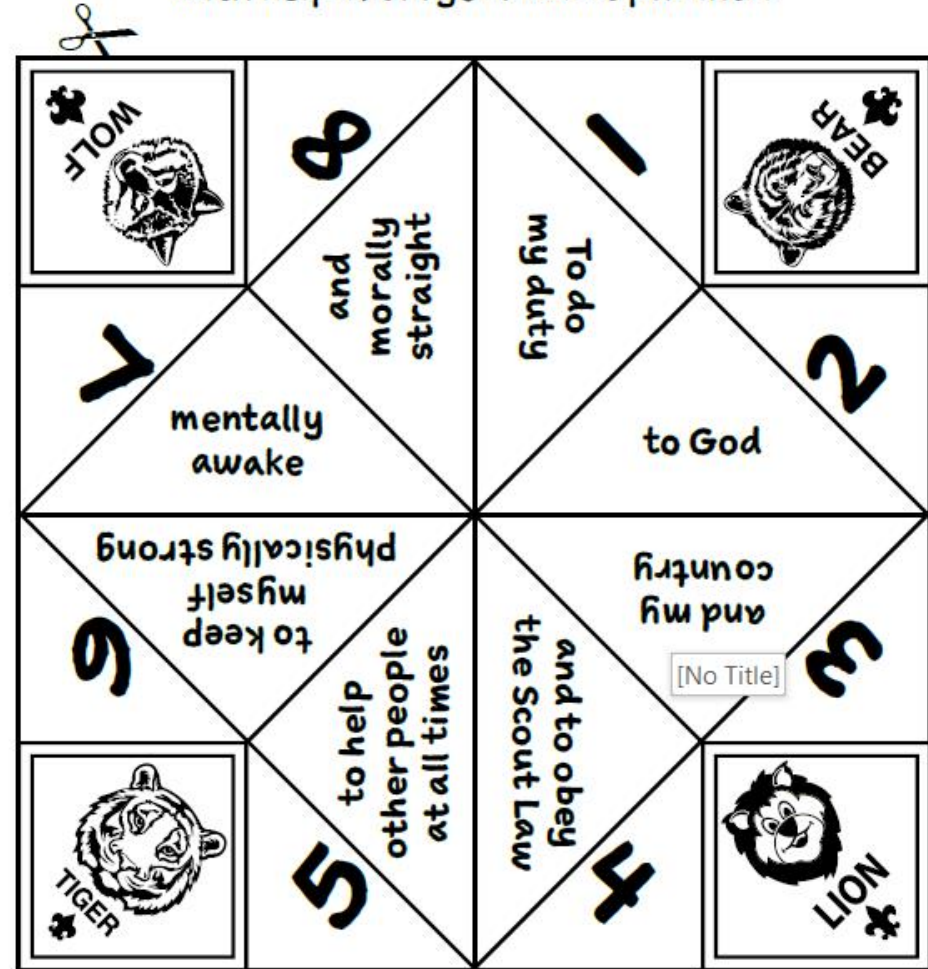 WOLF
8
1
BEAR
and
morally
straight
To do
my duty
7
2
mentally
awake
to God
to keep
myself
physically strong
and my
country
6
3
[No Title]
to help
other people
at all times
and to obey
the Scout Law
TIGER
5
4
LION